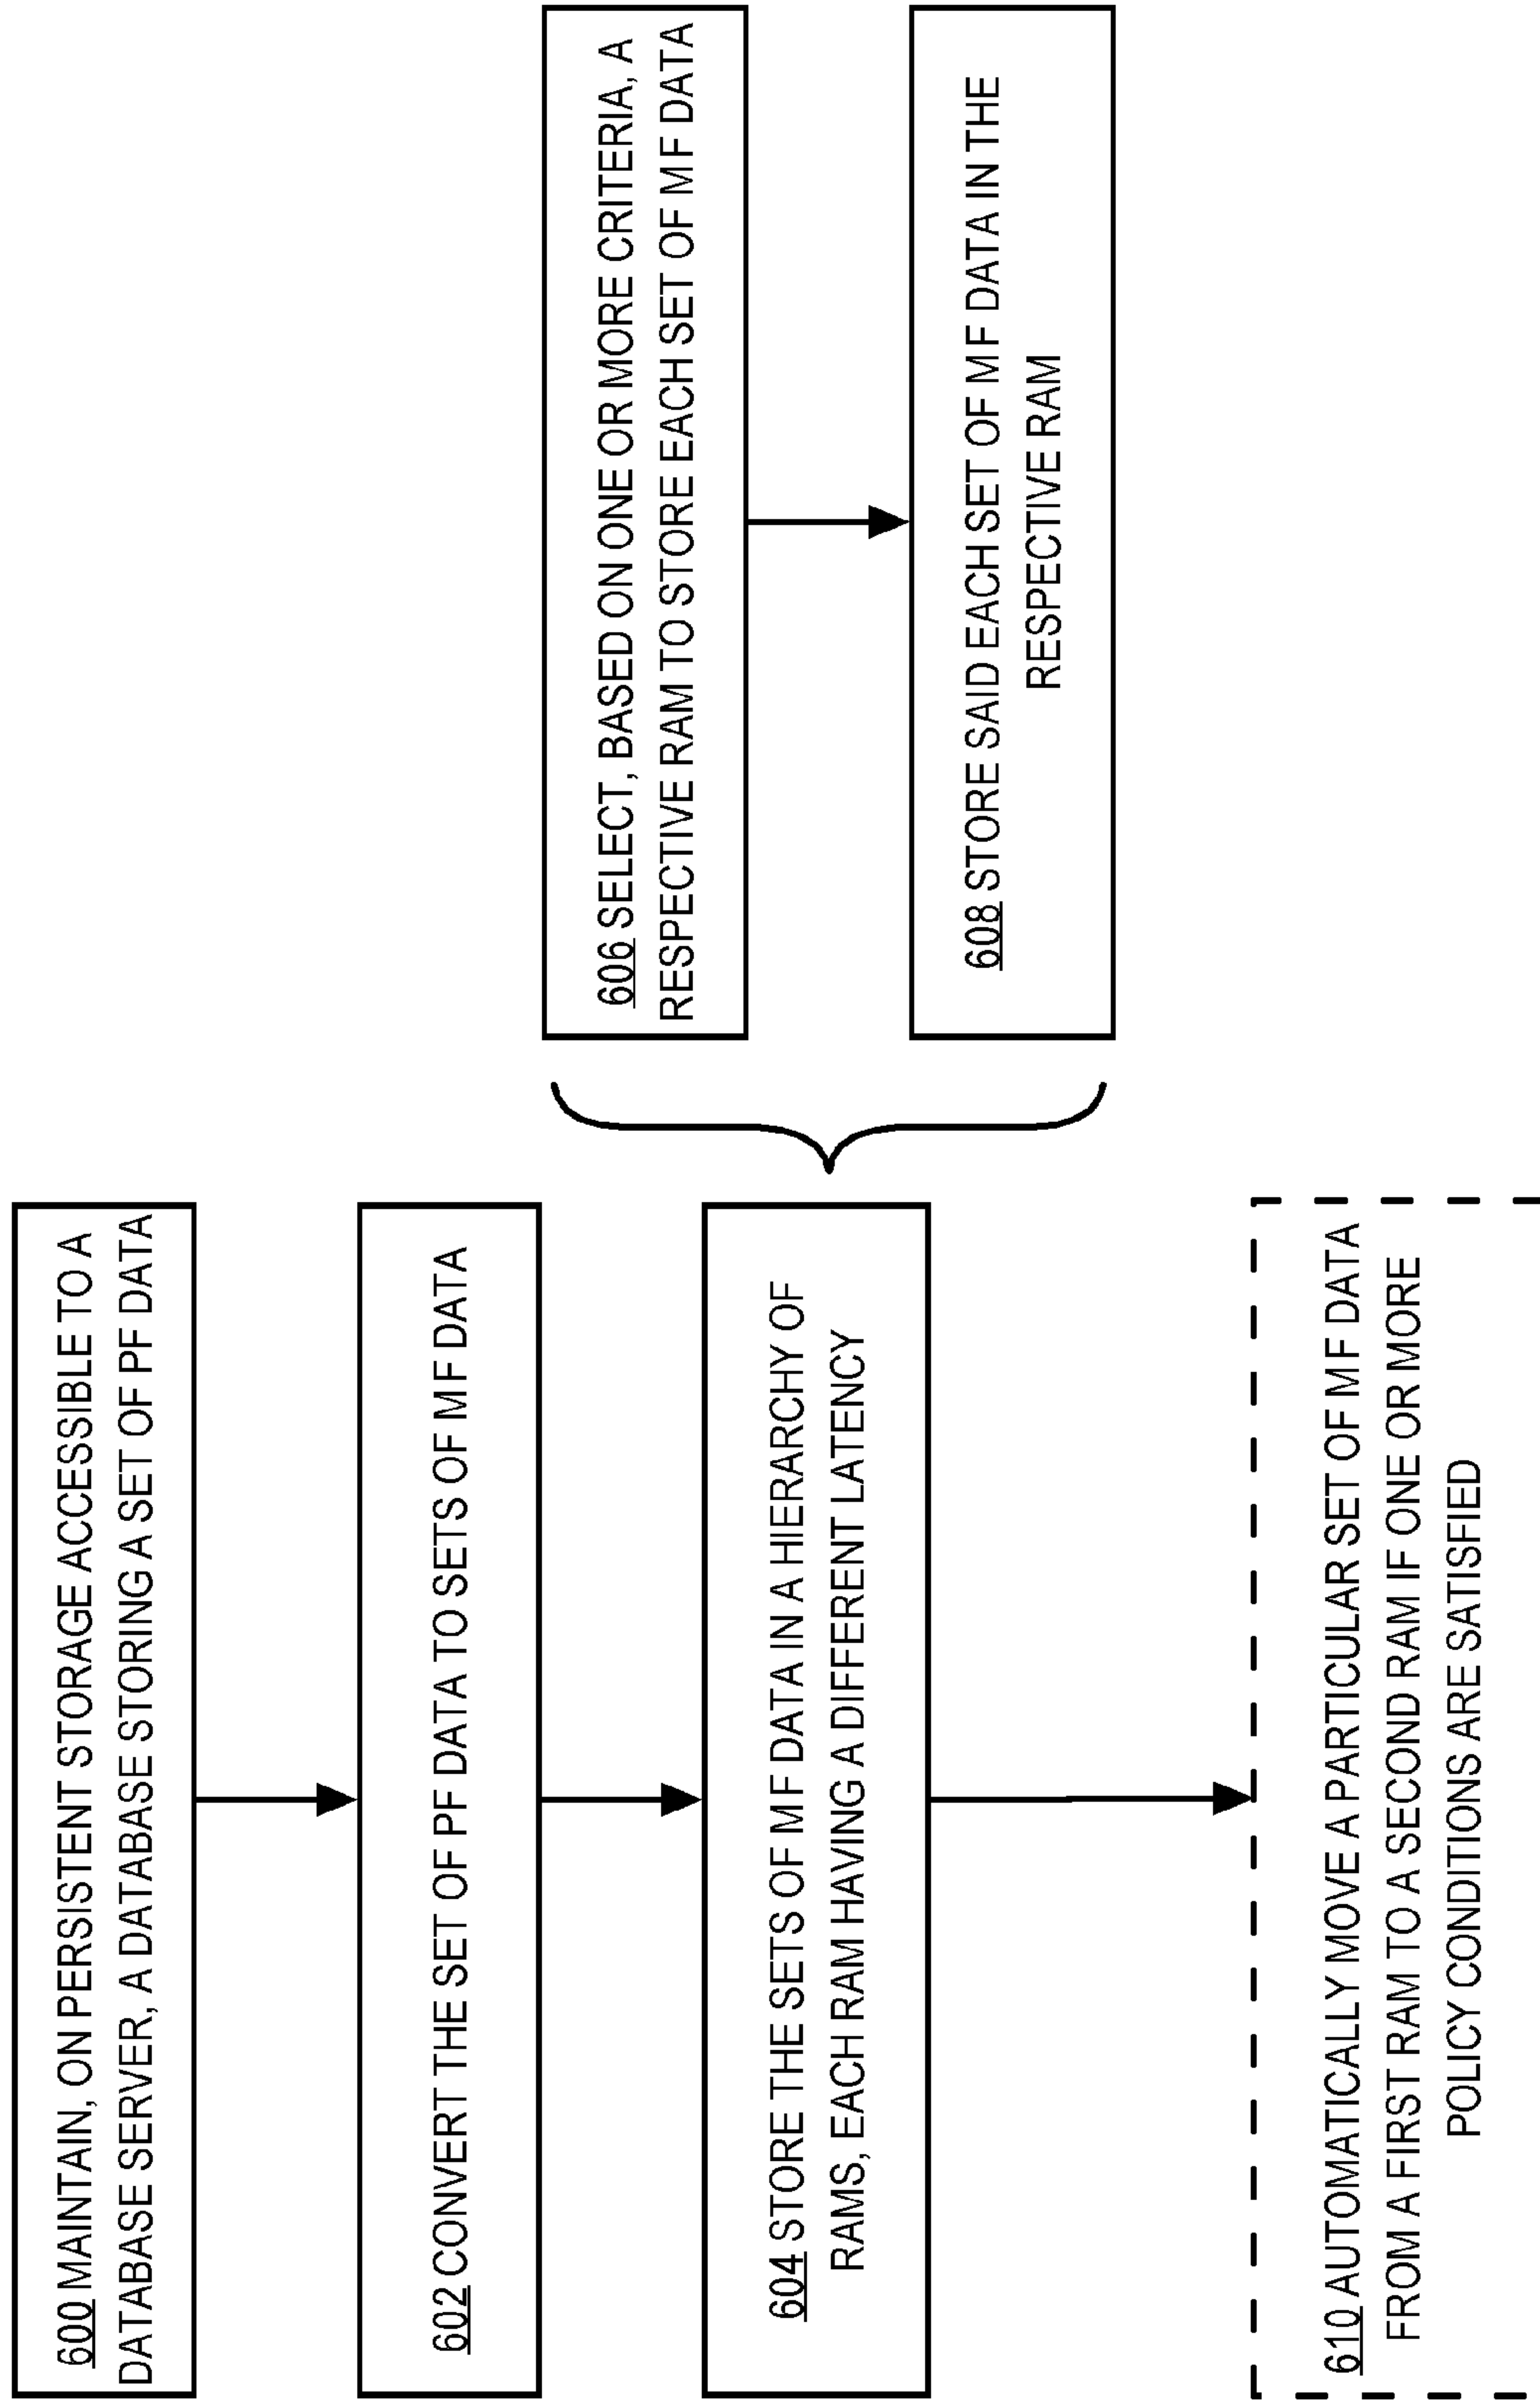 600 MAINTAIN, ON PERSISTENT STORAGE ACCESSIBLE TO A
DATABASE SERVER, A DATABASE STORING A SET OF PF DATA
602 CONVERT THE SET OF PF DATA TO SETS OF MF DATA
604 STORE THE SETS OF MF DATA IN A HIERARCHY OF
RAMS, EACH RAM HAVING A DIFFERENT LATENCY
606 SELECT, BASED ON ONE OR MORE CRITERIA, A
RESPECTIVE RAM TO STORE EACH SET OF MF DATA
608 STORE SAID EACH SET OF MF DATA IN THE
RESPECTIVE RAM
610 AUTOMATICALLY MOVE A PARTICULAR SET OF MF DATA
FROM A FIRST RAM TO A SECOND RAM IF ONE OR MORE
POLICY CONDITIONS ARE SATISFIED